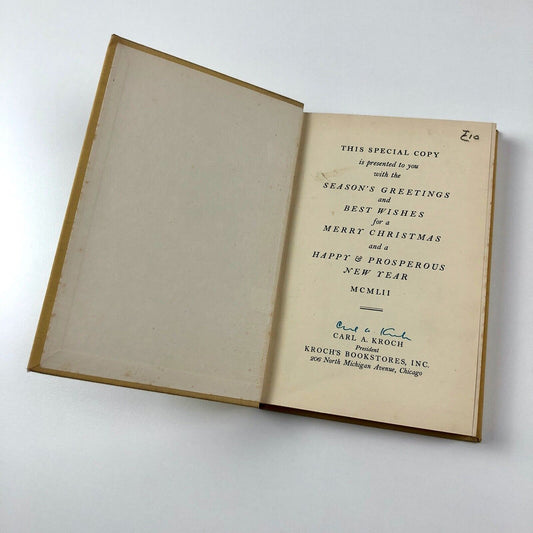 £10
THIS SPECIAL COPY
is presented to you
with the
SEASON'S GREETINGS
and
BEST WISHES
for a
MERRY CHRISTMAS
and a
HAPPY & PROSPEROUS
NEW YEAR
MCMLII
Carl A. Kroch
CARL A. KROCH
President
KROCH'S BOOKSTORES, INC.
206 North Michigan Avenue, Chicago